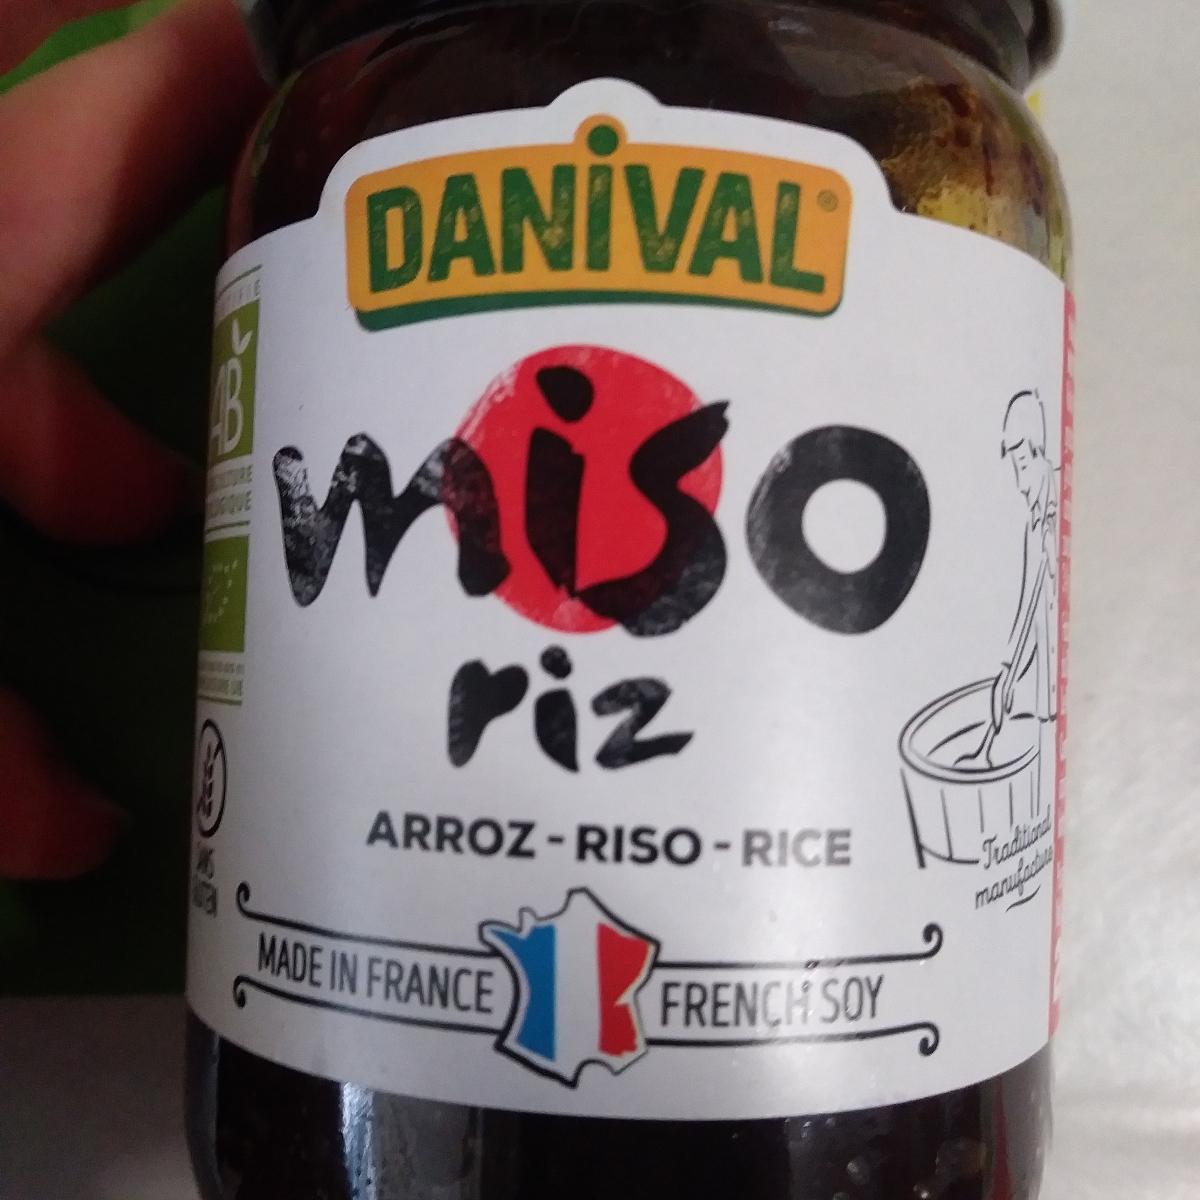 DANIVAL®
AB
miso
riz
ARROZ - RISO - RICE
SANS
GLUTEN
Traditional
manufacture
MADE IN FRANCE FRENCH SOY